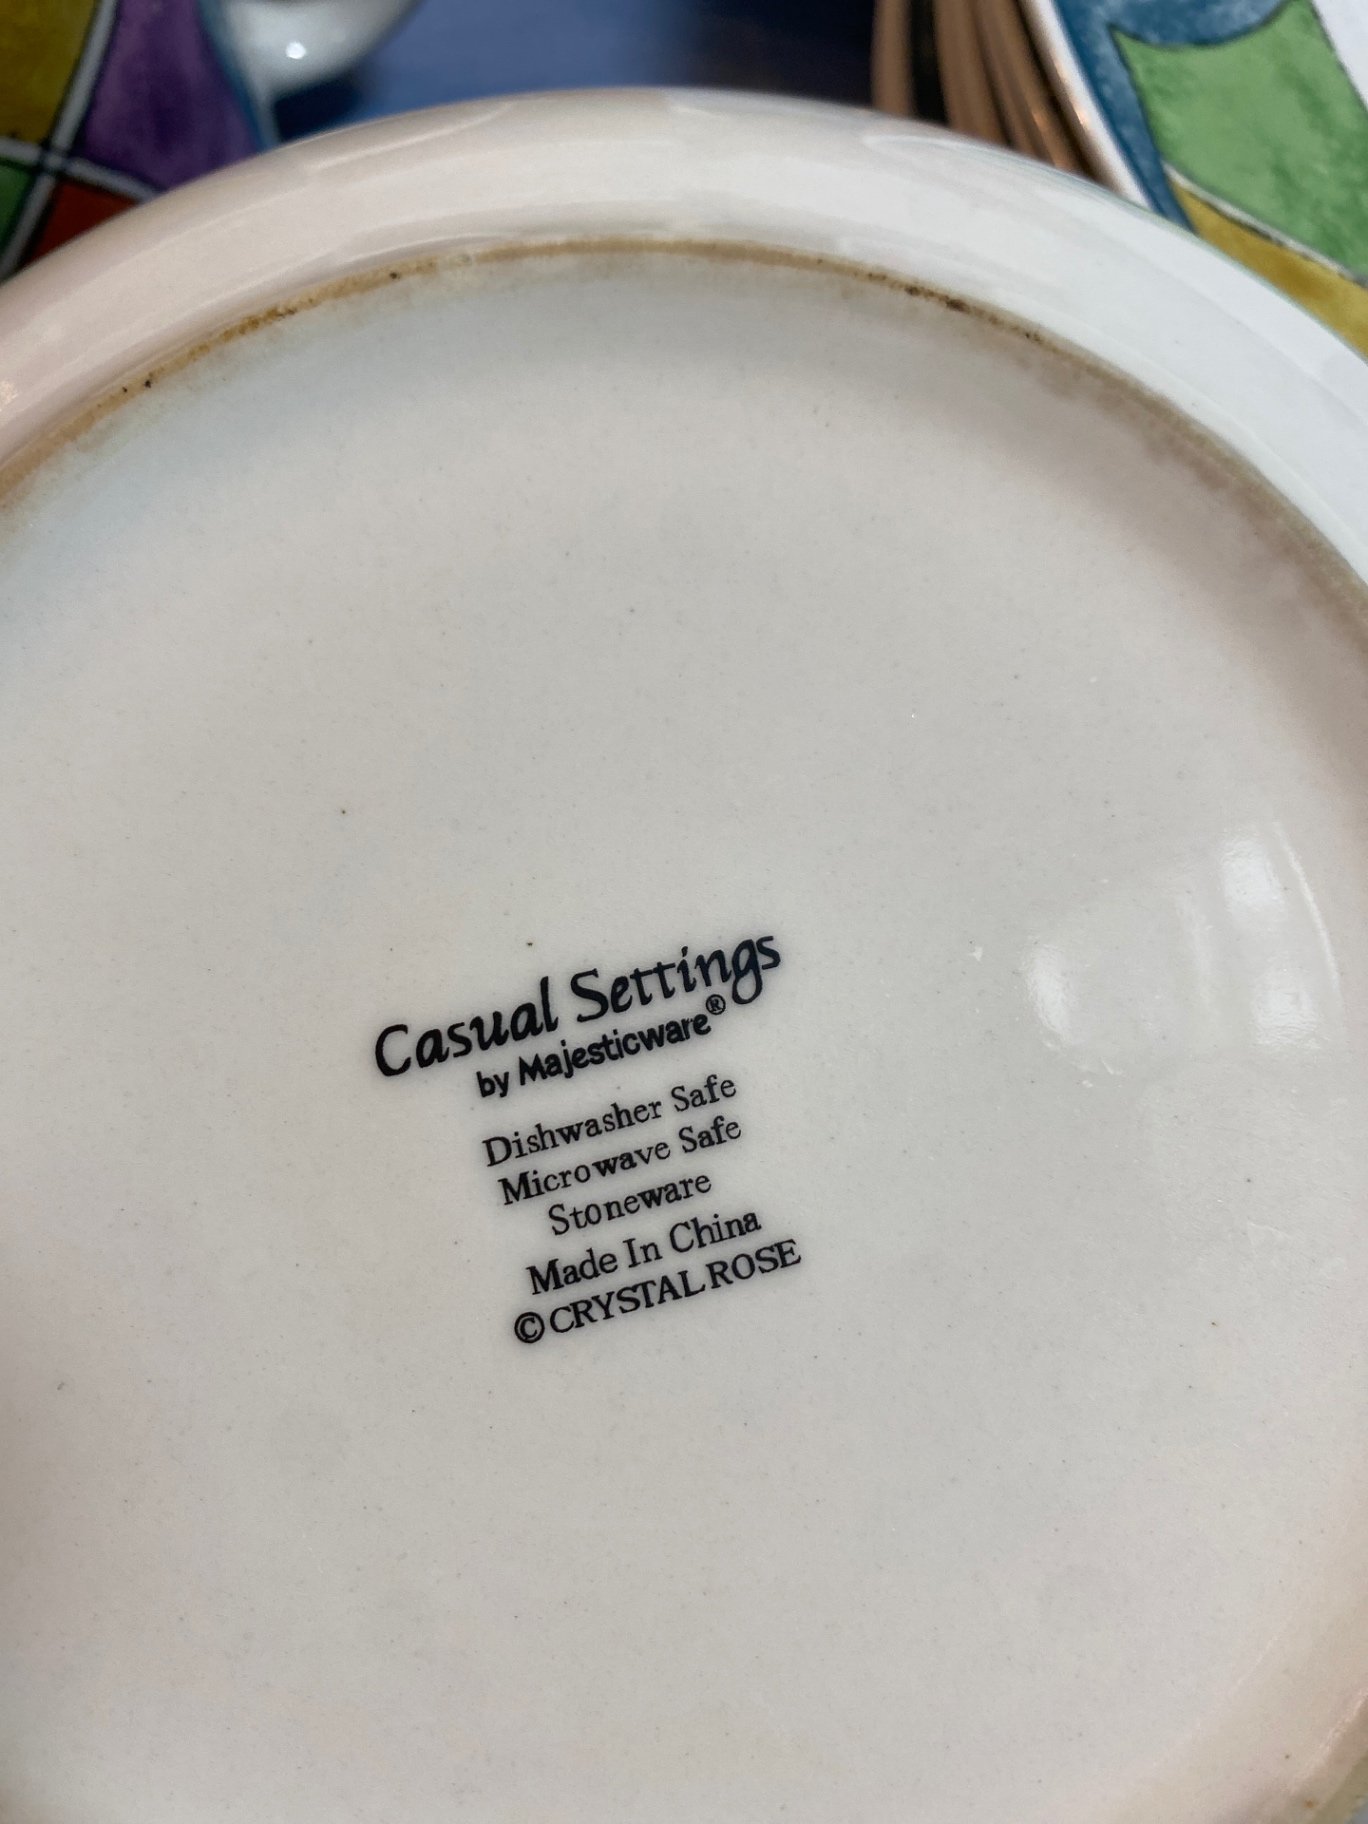 Casual Settings
by Majesticware®
Dishwasher Safe
Microwave Safe
Stoneware
Made In China
©CRYSTAL ROSE